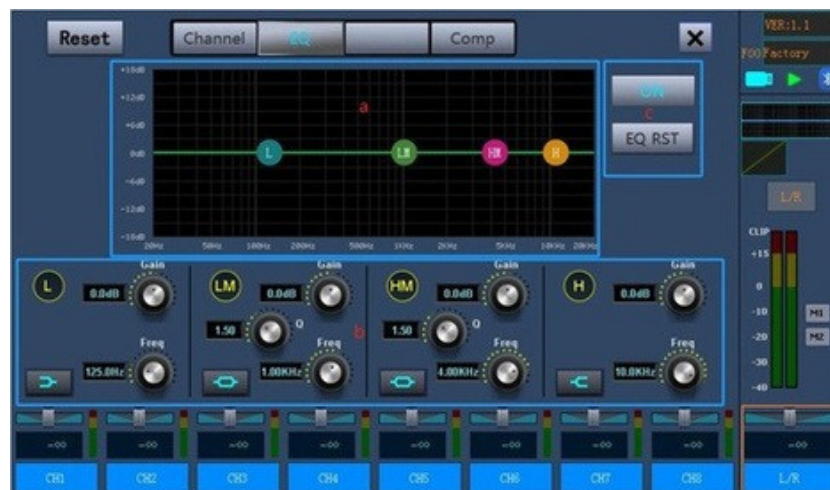 Reset Channel EQ Comp X
VER:1.1
F00 Factory
+18dB
+12dB
+6dB
0dB
-6dB
-12dB
-18dB
a
L LM HM H
20Hz 50Hz 100Hz 200Hz 500Hz 1KHz 2KHz 5KHz 10KHz 20KHz
ON
c
EQ RST
L/R
CLIP
+15
0
-10
-20
-30
-40
M1
M2
L 0.0dB Gain
125.0Hz Freq
LM 0.0dB Gain
1.50 Q
1.00KHz Freq
b
HM 0.0dB Gain
1.50 Q
4.00KHz Freq
H 0.0dB Gain
10.0KHz Freq
-∞ -∞ -∞ -∞ -∞ -∞ -∞ -∞ -∞
CH1 CH2 CH3 CH4 CH5 CH6 CH7 CH8 L/R